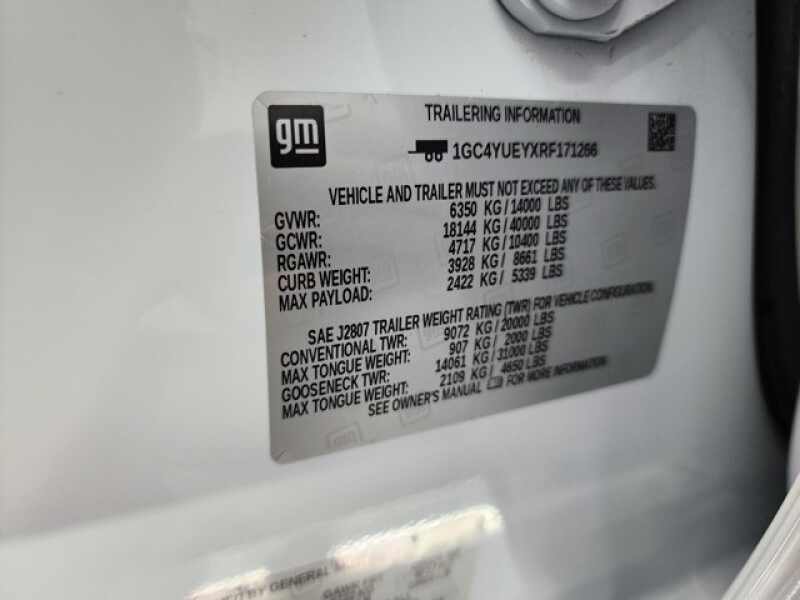 gm
TRAILERING INFORMATION
1GC4YUEYXRF171266
VEHICLE AND TRAILER MUST NOT EXCEED ANY OF THESE VALUES.
GVWR: 6350 KG / 14000 LBS
GCWR: 18144 KG / 40000 LBS
RGAWR: 4717 KG / 10400 LBS
CURB WEIGHT: 3928 KG / 8661 LBS
MAX PAYLOAD: 2422 KG / 5339 LBS
SAE J2807 TRAILER WEIGHT RATING (TWR) FOR VEHICLE CONFIGURATION.
CONVENTIONAL TWR: 9072 KG / 20000 LBS
MAX TONGUE WEIGHT: 907 KG / 2000 LBS
GOOSENECK TWR: 14061 KG / 31000 LBS
MAX TONGUE WEIGHT: 2109 KG / 4650 LBS
SEE OWNER'S MANUAL FOR MORE INFORMATION
BY GENERAL